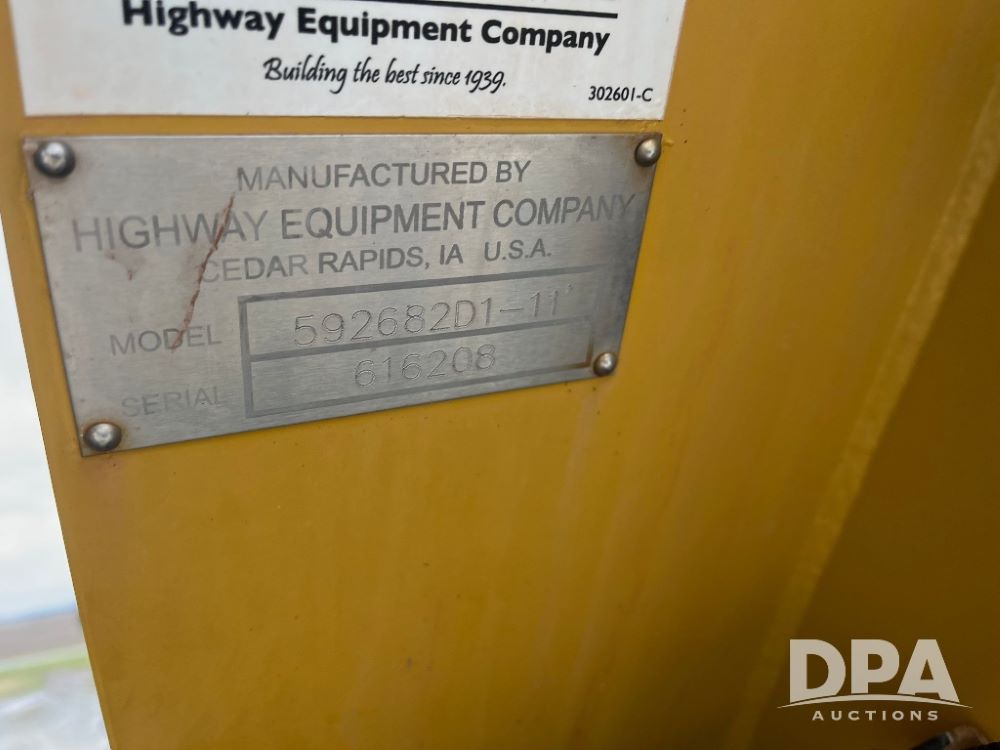 Highway Equipment Company
Building the best since 1939.
302601-C
MANUFACTURED BY
HIGHWAY EQUIPMENT COMPANY
CEDAR RAPIDS, IA U.S.A.
MODEL 592682D1-11'
SERIAL 616208
DPA
AUCTIONS